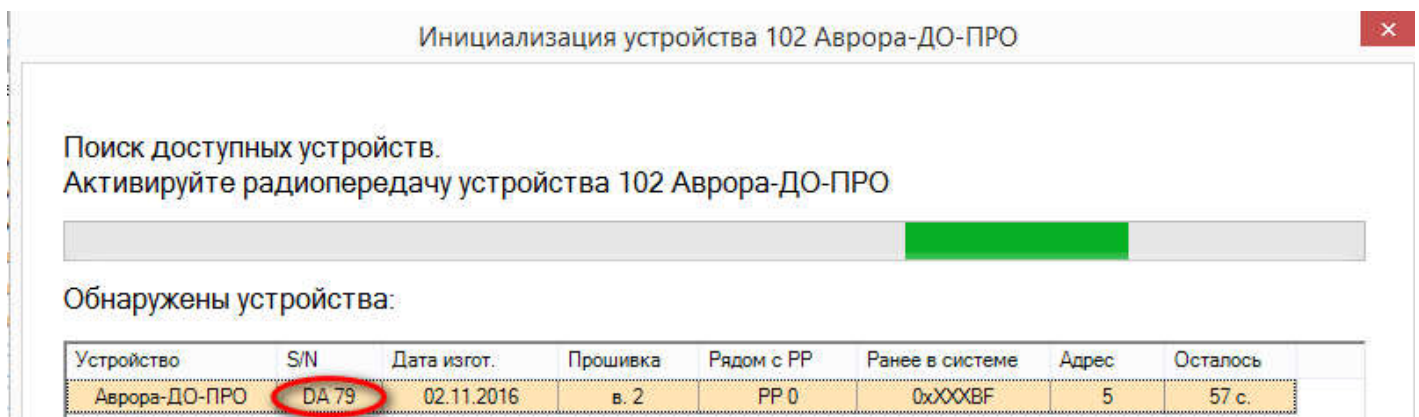 Инициализация устройства 102 Аврора-ДО-ПРО
Поиск доступных устройств.
Активируйте радиопередачу устройства 102 Аврора-ДО-ПРО
Обнаружены устройства:
Устройство S/N Дата изгот. Прошивка Рядом с РР Ранее в системе Адрес Осталось
Аврора-ДО-ПРО DA 79 02.11.2016 в. 2 РР 0 0xXXXBF 5 57 с.